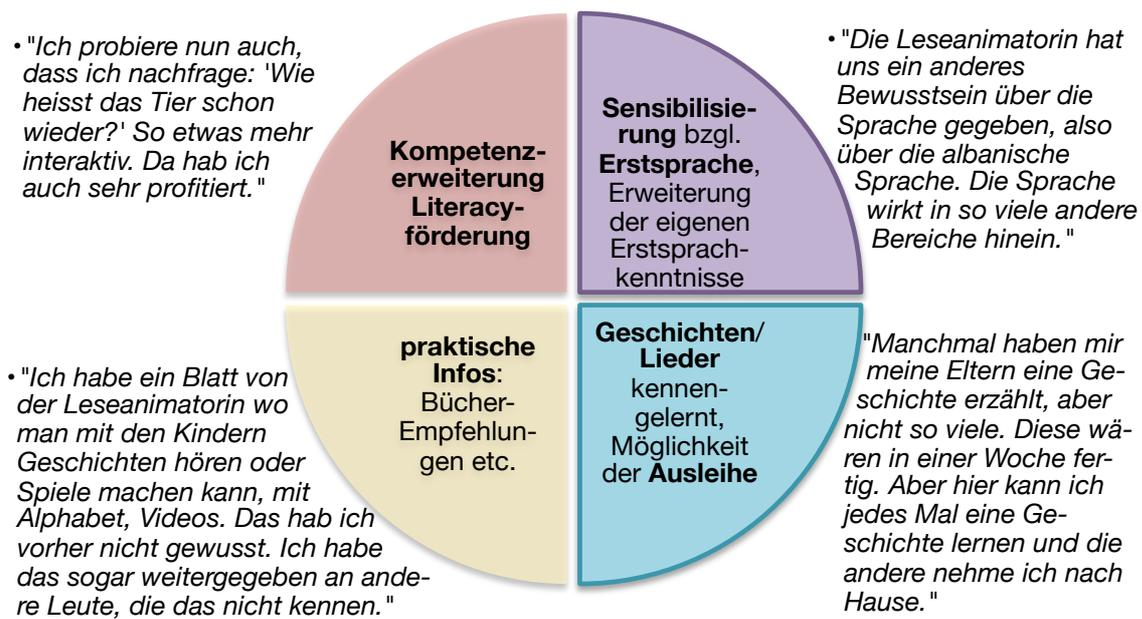 • "Ich probiere nun auch,
dass ich nachfrage: 'Wie
heisst das Tier schon
wieder?' So etwas mehr
interaktiv. Da hab ich
auch sehr profitiert."
Kompetenz-
erweiterung
Literacy-
förderung
Sensibilisie-
rung bzgl.
Erstsprache,
Erweiterung
der eigenen
Erstsprach-
kenntnisse
• "Die Leseanimatorin hat
uns ein anderes
Bewusstsein über die
Sprache gegeben, also
über die albanische
Sprache. Die Sprache
wirkt in so viele andere
Bereiche hinein."
• "Ich habe ein Blatt von
der Leseanimatorin wo
man mit den Kindern
Geschichten hören oder
Spiele machen kann, mit
Alphabet, Videos. Das hab ich
vorher nicht gewusst. Ich habe
das sogar weitergegeben an ande-
re Leute, die das nicht kennen."
praktische
Infos:
Bücher-
Empfehlun-
gen etc.
Geschichten/
Lieder
kennen-
gelernt,
Möglichkeit
der Ausleihe
"Manchmal haben mir
meine Eltern eine Ge-
schichte erzählt, aber
nicht so viele. Diese wä-
ren in einer Woche fer-
tig. Aber hier kann ich
jedes Mal eine Ge-
schichte lernen und die
andere nehme ich nach
Hause."